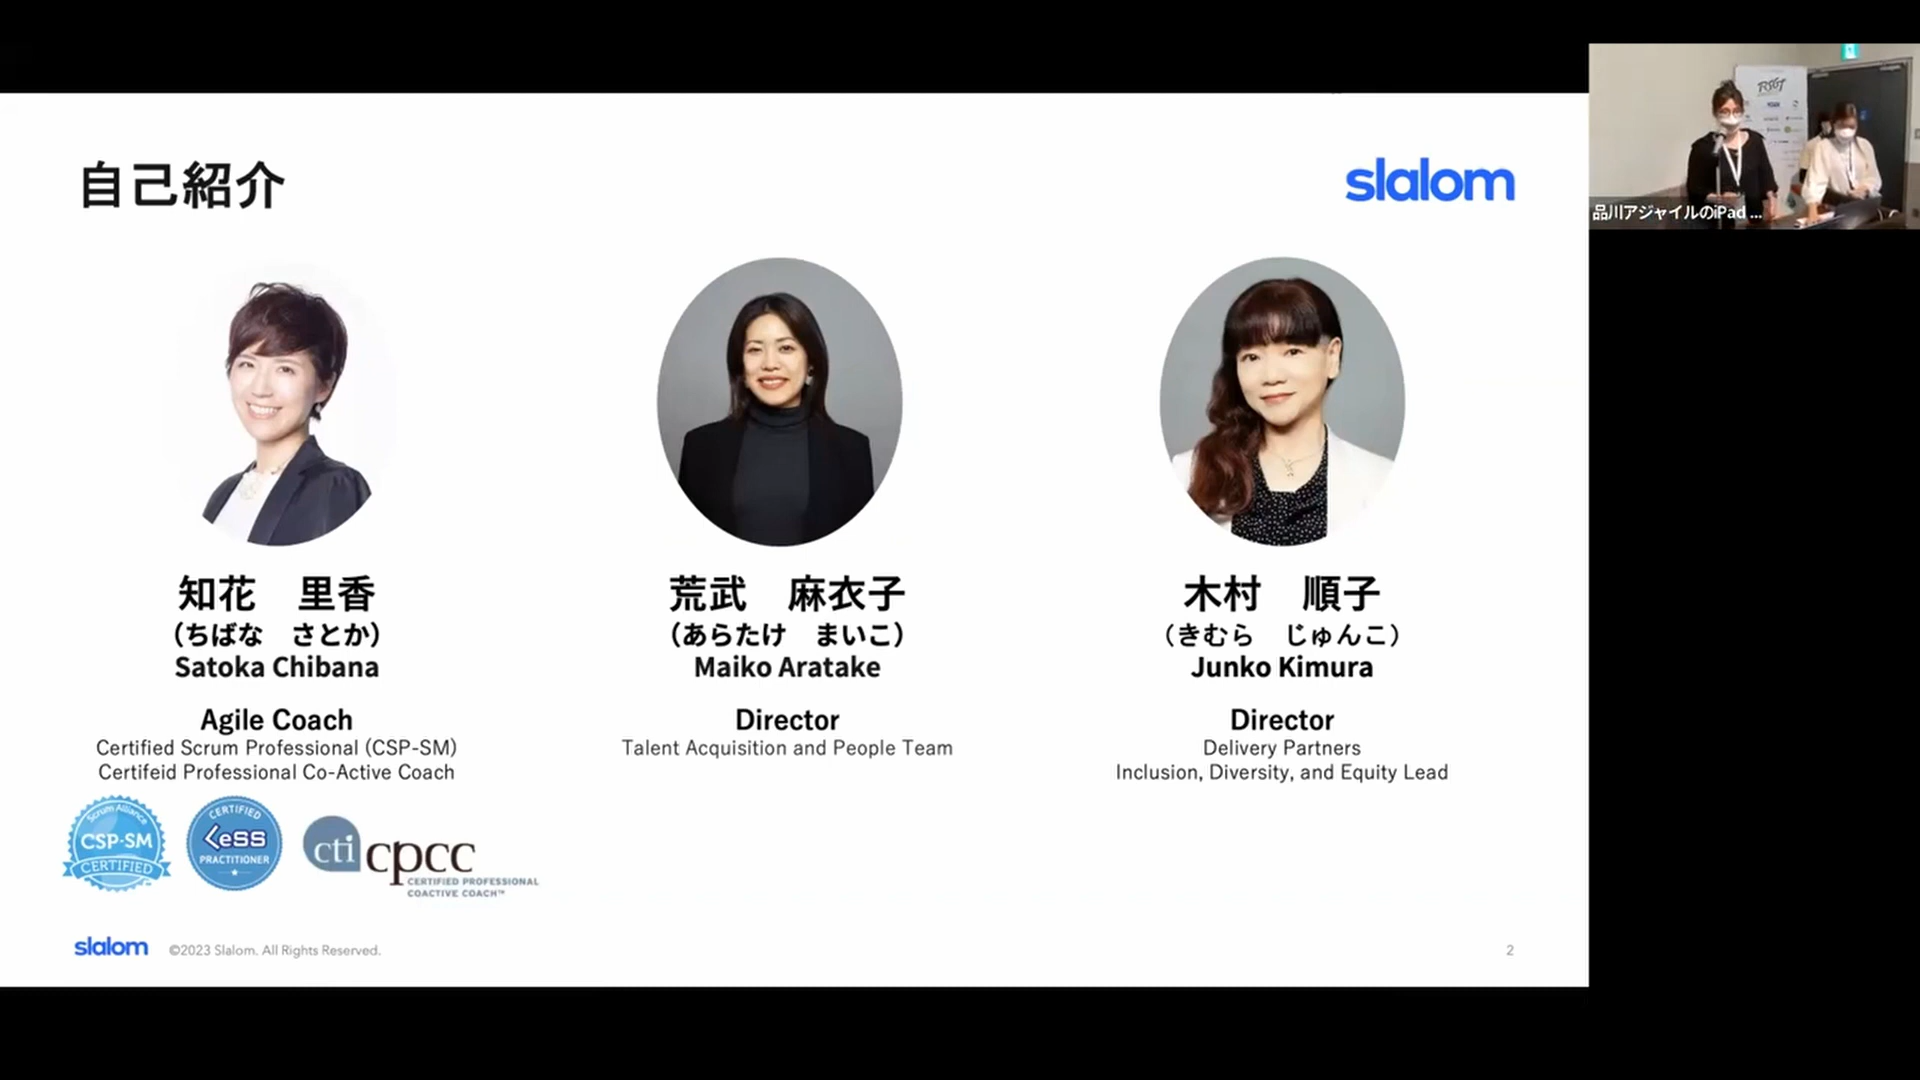 自己紹介
slalom
知花　里香
（ちばな　さとか）
Satoka Chibana
Agile Coach
Certified Scrum Professional (CSP-SM)
Certifeid Professional Co-Active Coach
Scrum Alliance
CSP-SM
CERTIFIED
CERTIFIED
LeSS
PRACTITIONER
cti cpcc
CERTIFIED PROFESSIONAL
COACTIVE COACH™
荒武　麻衣子
（あらたけ　まいこ）
Maiko Aratake
Director
Talent Acquisition and People Team
木村　順子
（きむら　じゅんこ）
Junko Kimura
Director
Delivery Partners
Inclusion, Diversity, and Equity Lead
slalom ©2023 Slalom. All Rights Reserved.
2
RSGT
品川アジャイルのiPad ...